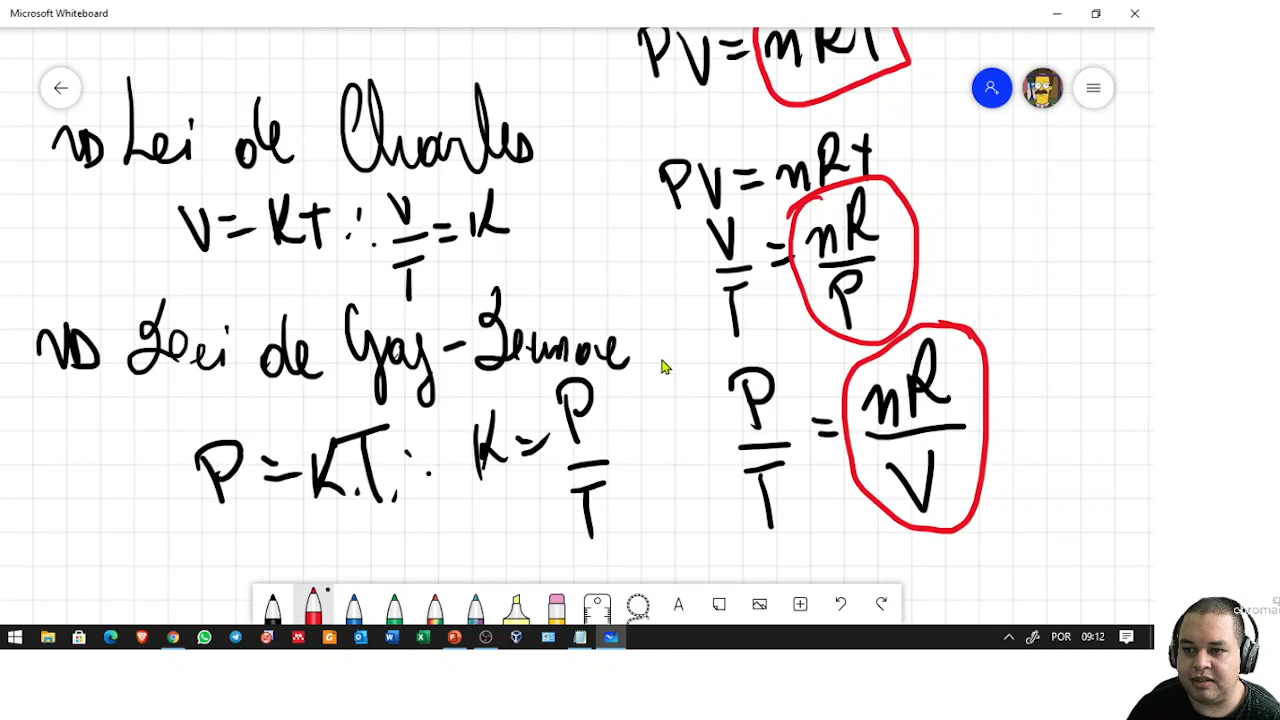 Microsoft Whiteboard
PV = nRT
Lei de Charles
V = KT ∴ V/T = K
PV = nRT
V/T = nR/P
Lei de Gay-Lussac
P = K.T. ∴ K = P/T
P/T = nR/V
POR 09:12